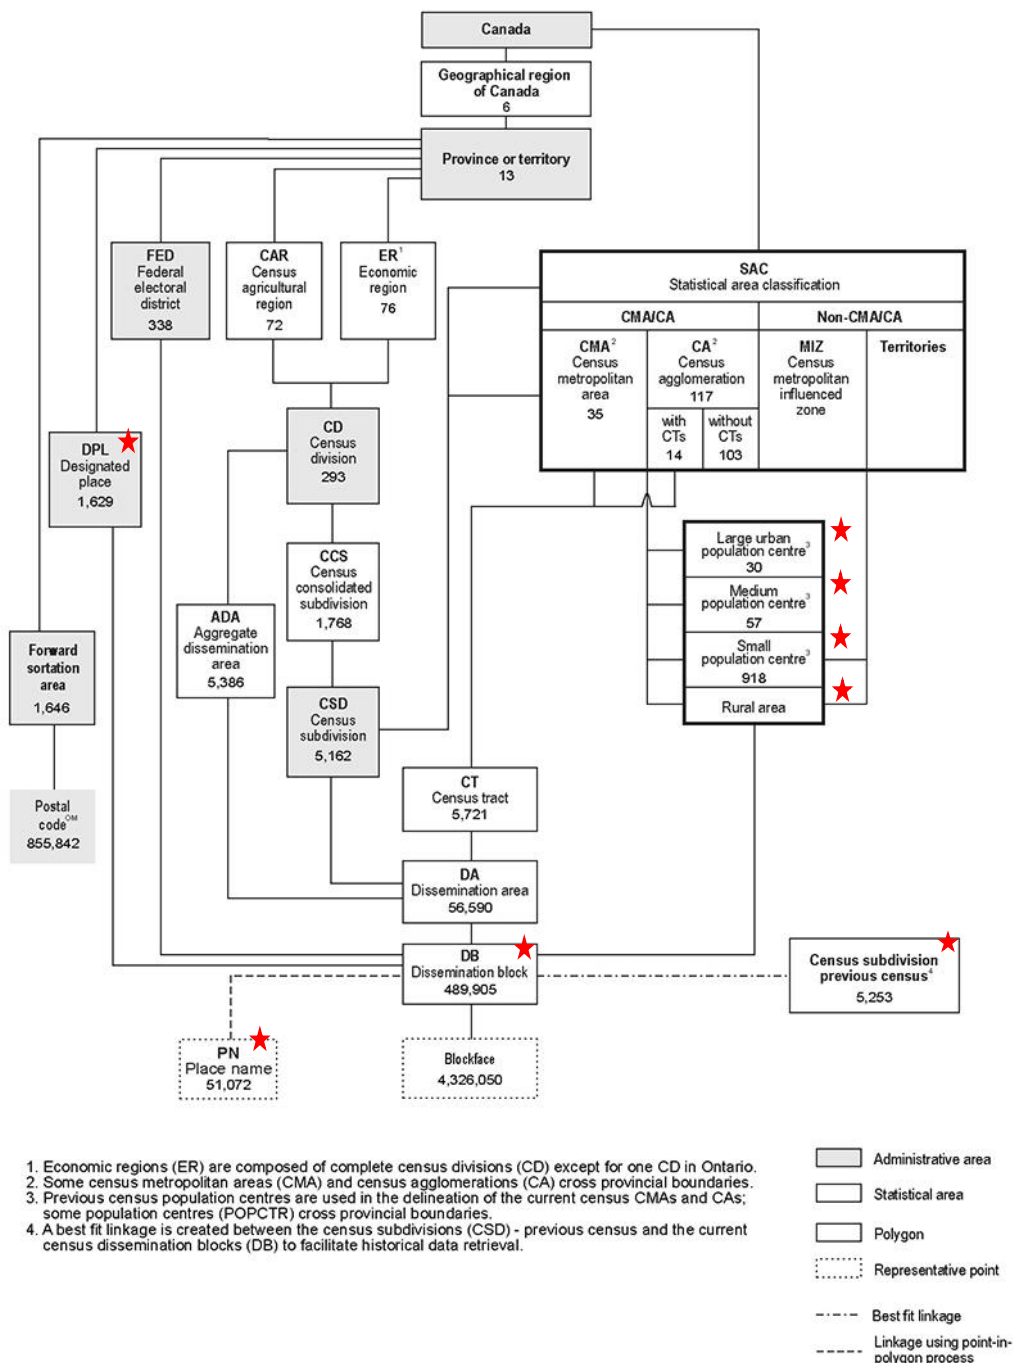 Canada
Geographical region
of Canada
6
Province or territory
13
FED
Federal
electoral
district
338
CAR
Census
agricultural
region
72
ER1
Economic
region
76
SAC
Statistical area classification
CMA/CA
Non-CMA/CA
CMA2
Census
metropolitan
area
35
CA2
Census
agglomeration
117
with
CTs
14
without
CTs
103
MIZ
Census
metropolitan
influenced
zone
Territories
DPL
Designated
place
1,629
CD
Census
division
293
CCS
Census
consolidated
subdivision
1,768
Large urban
population centre3
30
Medium
population centre3
57
Small
population centre3
918
Rural area
ADA
Aggregate
dissemination
area
5,386
Forward
sortation
area
1,646
CSD
Census
subdivision
5,162
Postal
codeOM
855,842
CT
Census tract
5,721
DA
Dissemination area
56,590
DB
Dissemination block
489,905
Census subdivision
previous census4
5,253
PN
Place name
51,072
Blockface
4,326,050
1. Economic regions (ER) are composed of complete census divisions (CD) except for one CD in Ontario.
2. Some census metropolitan areas (CMA) and census agglomerations (CA) cross provincial boundaries.
3. Previous census population centres are used in the delineation of the current census CMAs and CAs;
some population centres (POPCTR) cross provincial boundaries.
4. A best fit linkage is created between the census subdivisions (CSD) - previous census and the current
census dissemination blocks (DB) to facilitate historical data retrieval.
Administrative area
Statistical area
Polygon
Representative point
Best fit linkage
Linkage using point-in-
polygon process